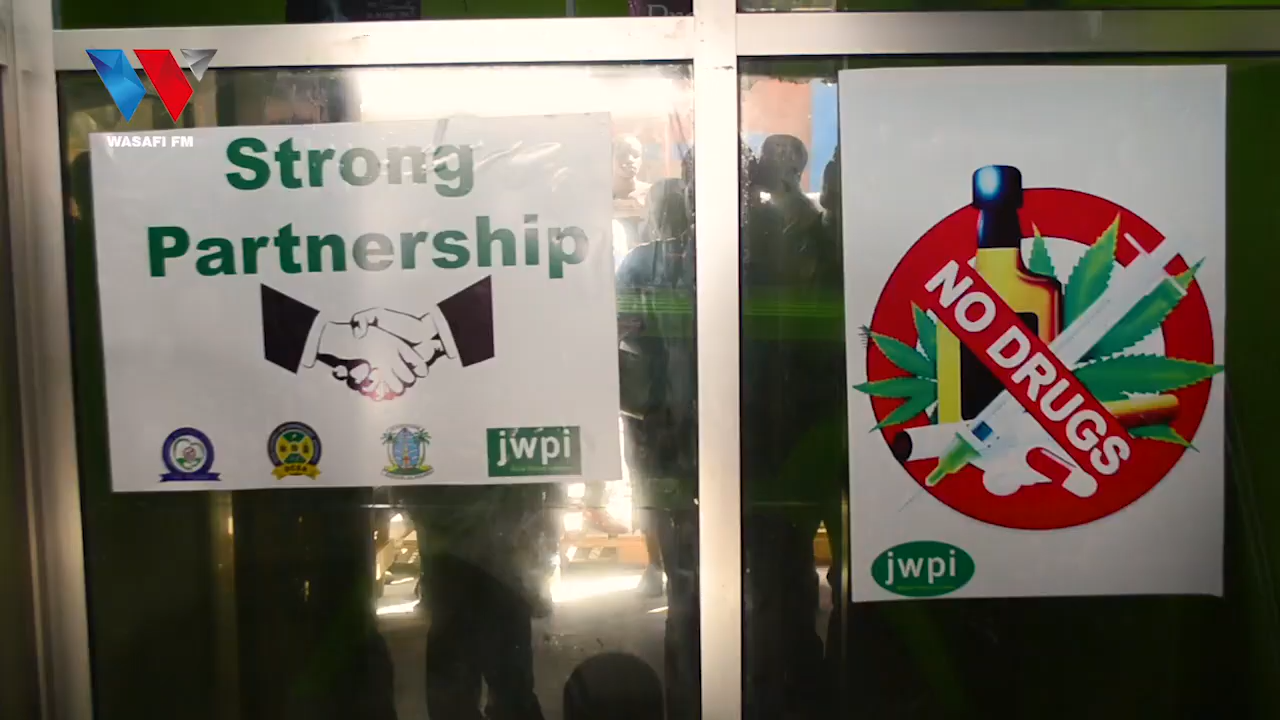 WASAFI FM
Strong
Partnership
jwpi
NO DRUGS
jwpi